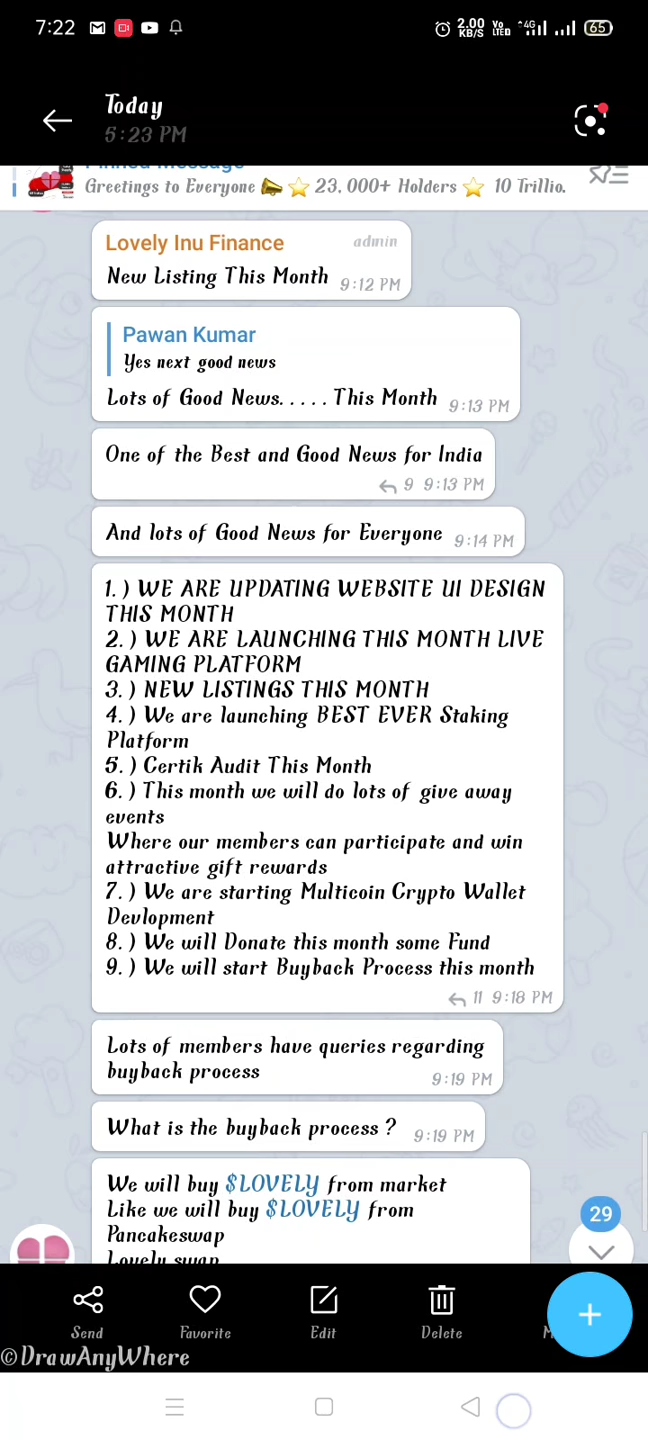 7:22
2.00
KB/S
Vo
LTE
4G
65
Today
5:23 PM
Pinned Message
Greetings to Everyone 📣⭐ 23,000+ Holders ⭐ 10 Trillio.
Lovely Inu Finance admin
New Listing This Month 9:12 PM
Pawan Kumar
Yes next good news
Lots of Good News.....This Month 9:13 PM
One of the Best and Good News for India
9 9:13 PM
And lots of Good News for Everyone 9:14 PM
1.) WE ARE UPDATING WEBSITE UI DESIGN
THIS MONTH
2.) WE ARE LAUNCHING THIS MONTH LIVE
GAMING PLATFORM
3.) NEW LISTINGS THIS MONTH
4.) We are launching BEST EVER Staking
Platform
5.) Certik Audit This Month
6.) This month we will do lots of give away
events
Where our members can participate and win
attractive gift rewards
7.) We are starting Multicoin Crypto Wallet
Devlopment
8.) We will Donate this month some Fund
9.) We will start Buyback Process this month
11 9:18 PM
Lots of members have queries regarding
buyback process 9:19 PM
What is the buyback process ? 9:19 PM
We will buy $LOVELY from market
Like we will buy $LOVELY from
Pancakeswap
Lovely swap
29
Send Favorite Edit Delete M
©DrawAnyWhere